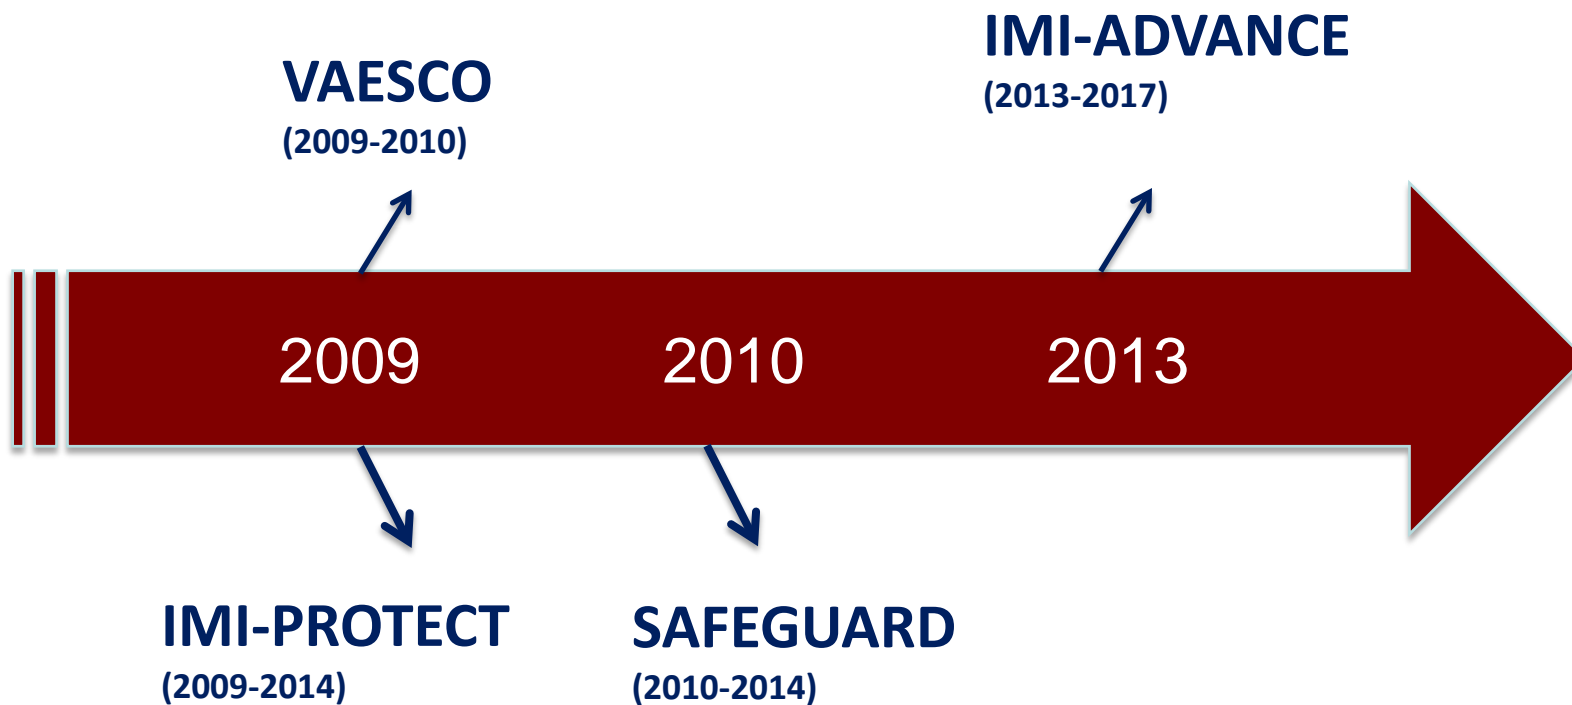 IMI-ADVANCE
(2013-2017)
VAESCO
(2009-2010)
2009 2010 2013
IMI-PROTECT
(2009-2014)
SAFEGUARD
(2010-2014)